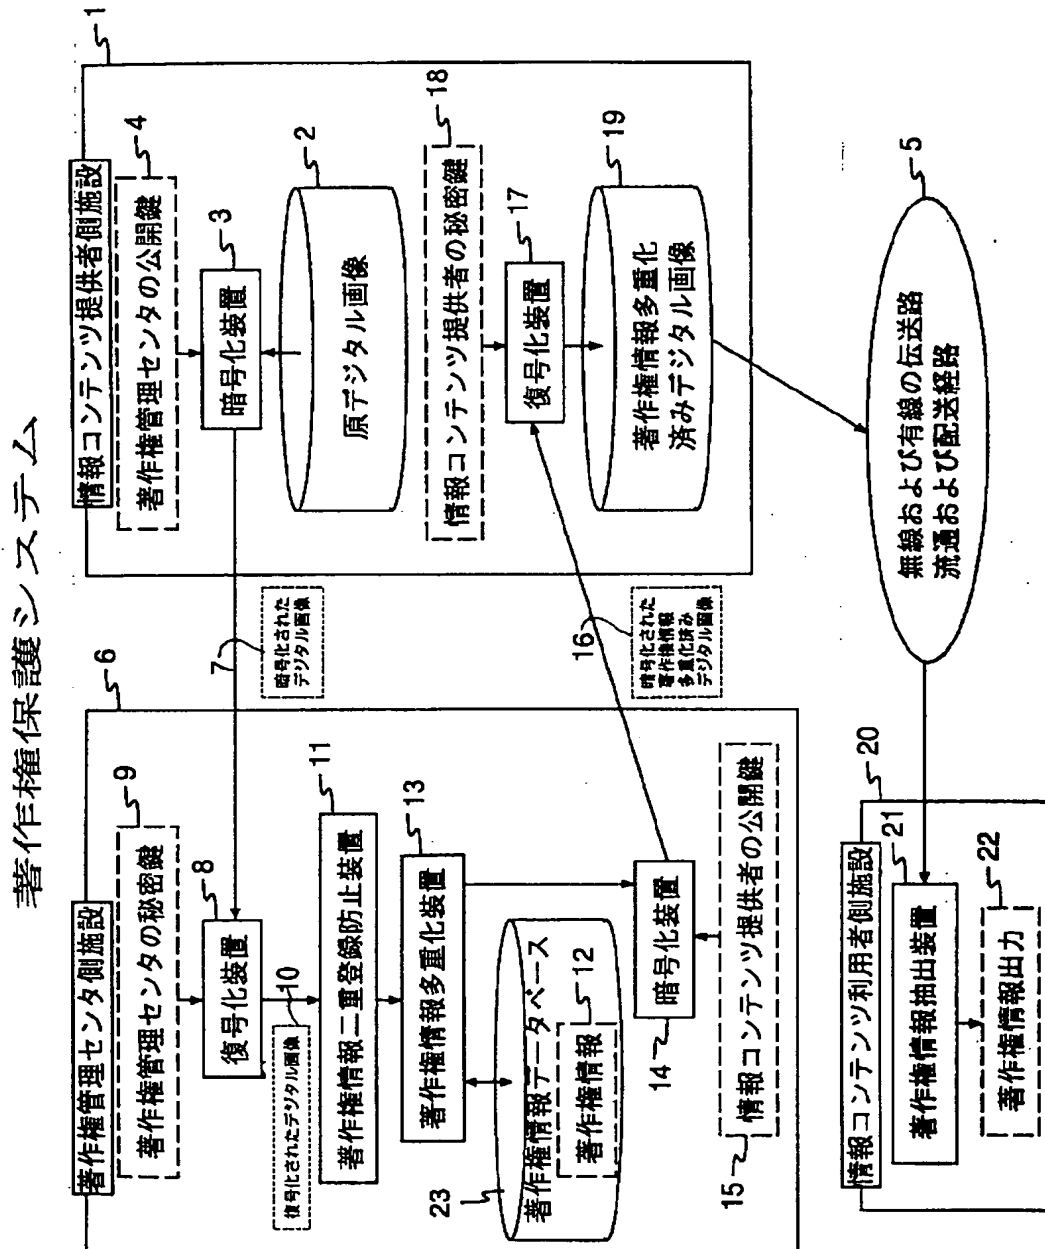 著作権保護システム
著作権管理センタ側施設
6
著作権管理センタの秘密鍵
9
復号化装置
8
10
復号化されたデジタル画像
著作権情報二重登録防止装置
11
著作権情報多重化装置
13
著作権情報データベース
著作権情報
12
23
暗号化装置
14
情報コンテンツ提供者の公開鍵
15
7
暗号化された
デジタル画像
16
暗号化された
著作権情報
多重化済み
デジタル画像
情報コンテンツ提供者側施設
1
著作権管理センタの公開鍵
4
暗号化装置
3
原デジタル画像
2
情報コンテンツ提供者の秘密鍵
18
復号化装置
17
著作権情報多重化
済みデジタル画像
19
無線および有線の伝送路
流通および配送経路
5
情報コンテンツ利用者側施設
20
著作権情報抽出装置
21
著作権情報出力
22